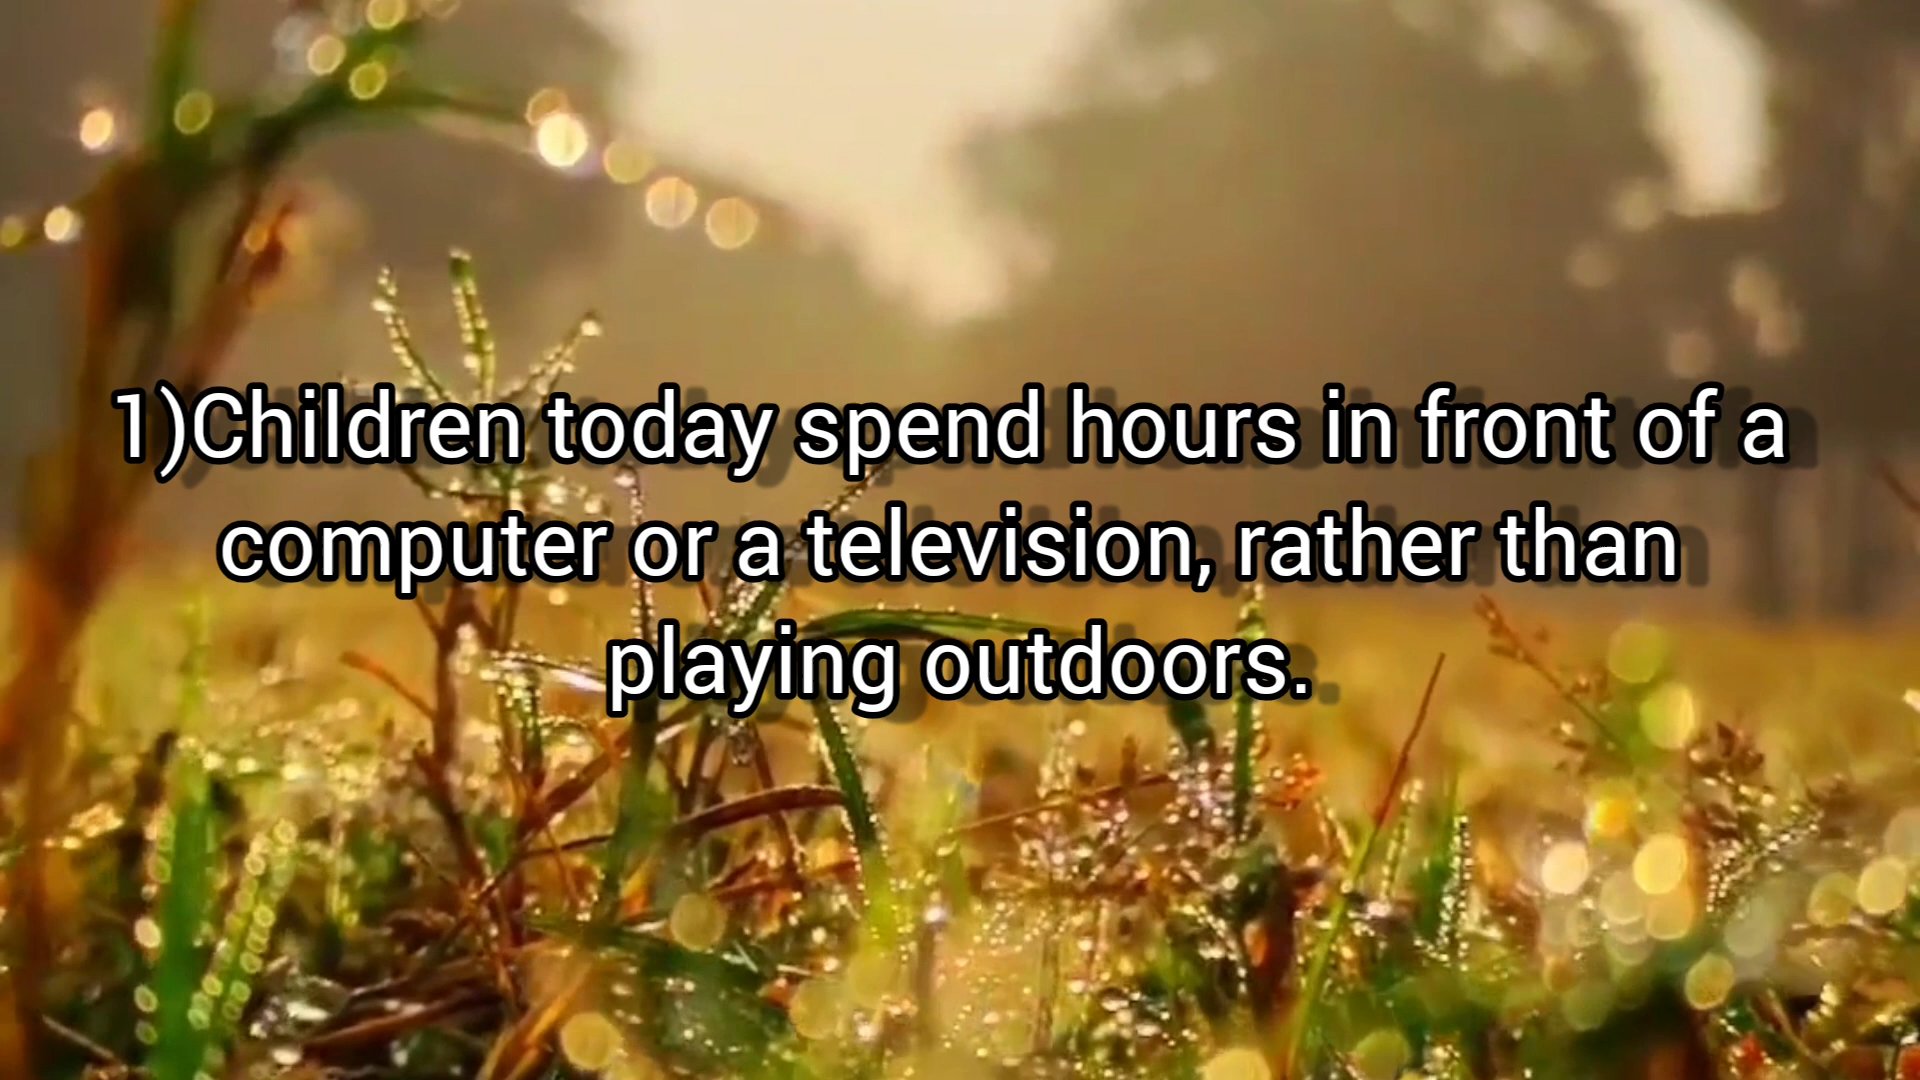 1)Children today spend hours in front of a
computer or a television, rather than
playing outdoors.